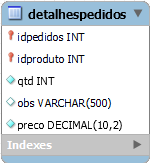 detalhespedidos
idpedidos INT
idproduto INT
qtd INT
obs VARCHAR(500)
preco DECIMAL(10,2)
Indexes